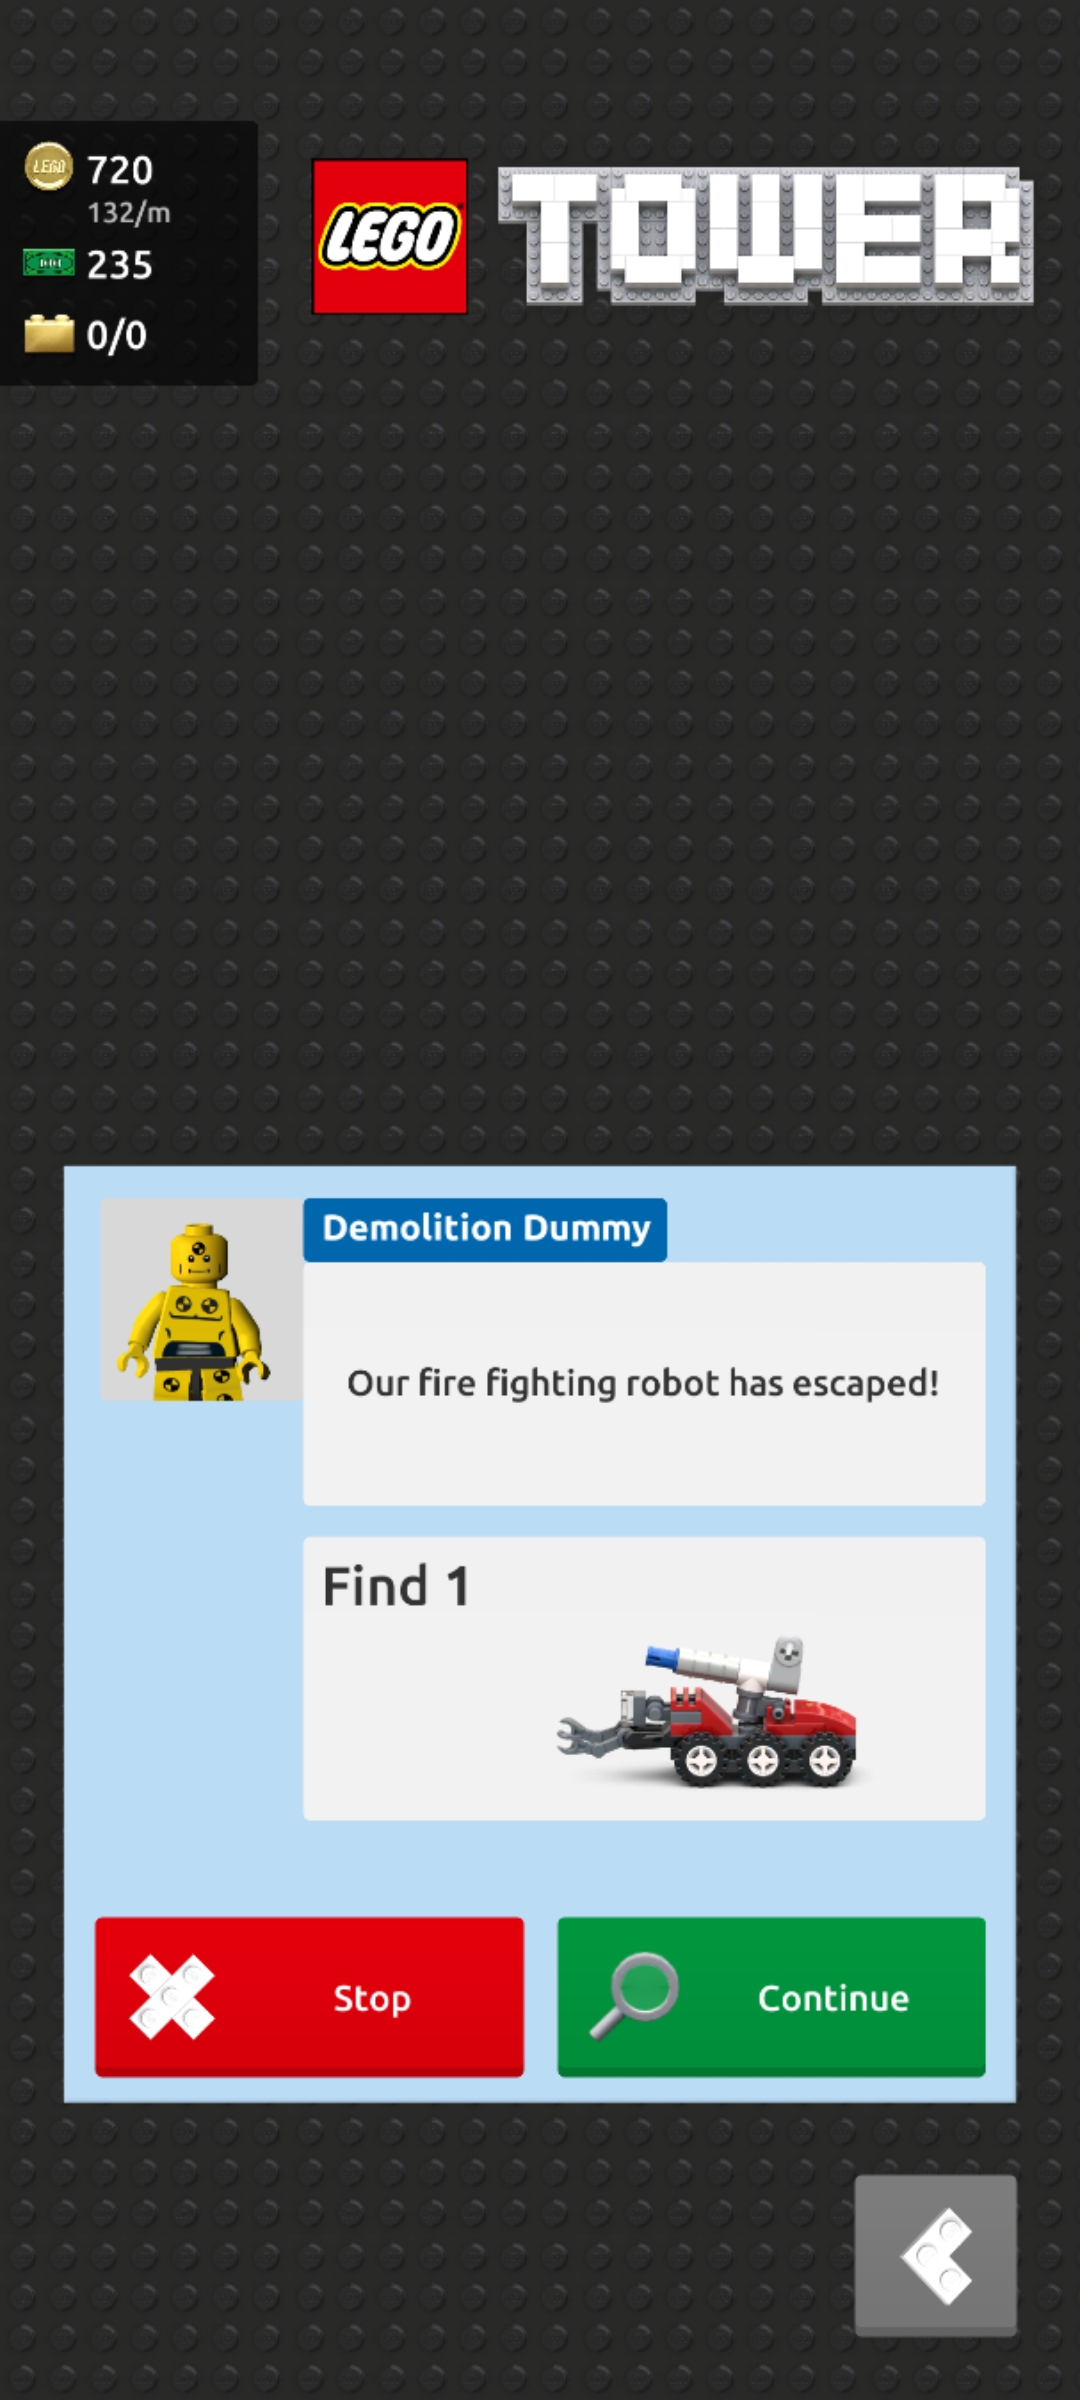 LEGO
720
132/m
235
0/0
LEGO
TOWER
Demolition Dummy
Our fire fighting robot has escaped!
Find 1
Stop
Continue